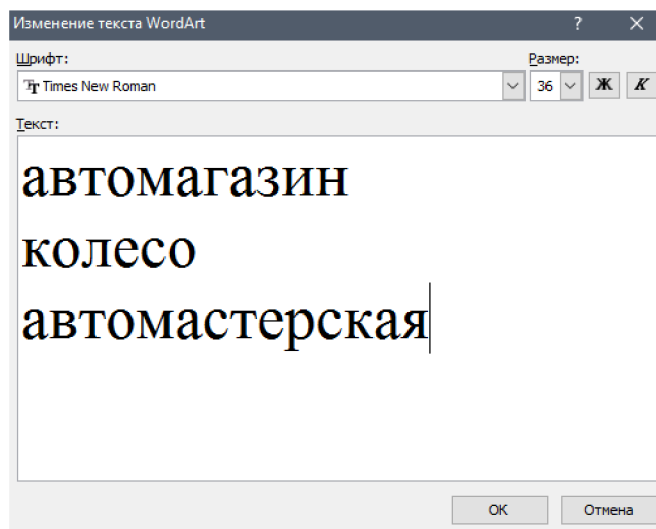 Изменение текста WordArt ?
Шрифт: Размер:
Times New Roman 36 Ж К
Текст:
автомагазин
колесо
автомастерская
ОК Отмена